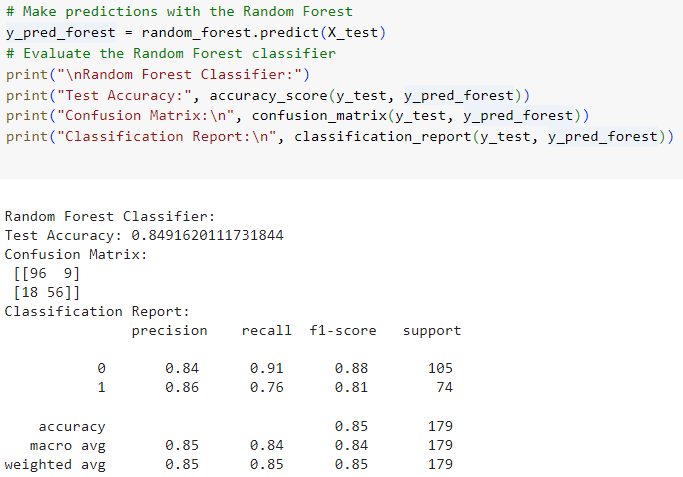 # Make predictions with the Random Forest
y_pred_forest = random_forest.predict(X_test)
# Evaluate the Random Forest classifier
print("\nRandom Forest Classifier:")
print("Test Accuracy:", accuracy_score(y_test, y_pred_forest))
print("Confusion Matrix:\n", confusion_matrix(y_test, y_pred_forest))
print("Classification Report:\n", classification_report(y_test, y_pred_forest))
Random Forest Classifier:
Test Accuracy: 0.8491620111731844
Confusion Matrix:
[[96  9]
[18 56]]
Classification Report:
precision    recall  f1-score   support
0       0.84      0.91      0.88       105
1       0.86      0.76      0.81        74
accuracy                           0.85       179
macro avg       0.85      0.84      0.84       179
weighted avg       0.85      0.85      0.85       179